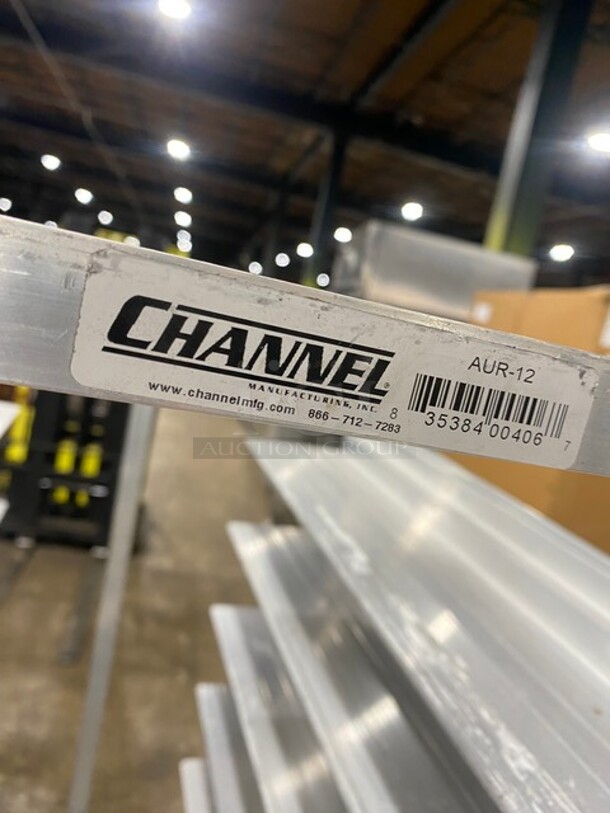 CHANNEL®
MANUFACTURING, INC.
www.channelmfg.com 866-712-7283
AUR-12
8 35384 00406 7
AUCTION GROUP